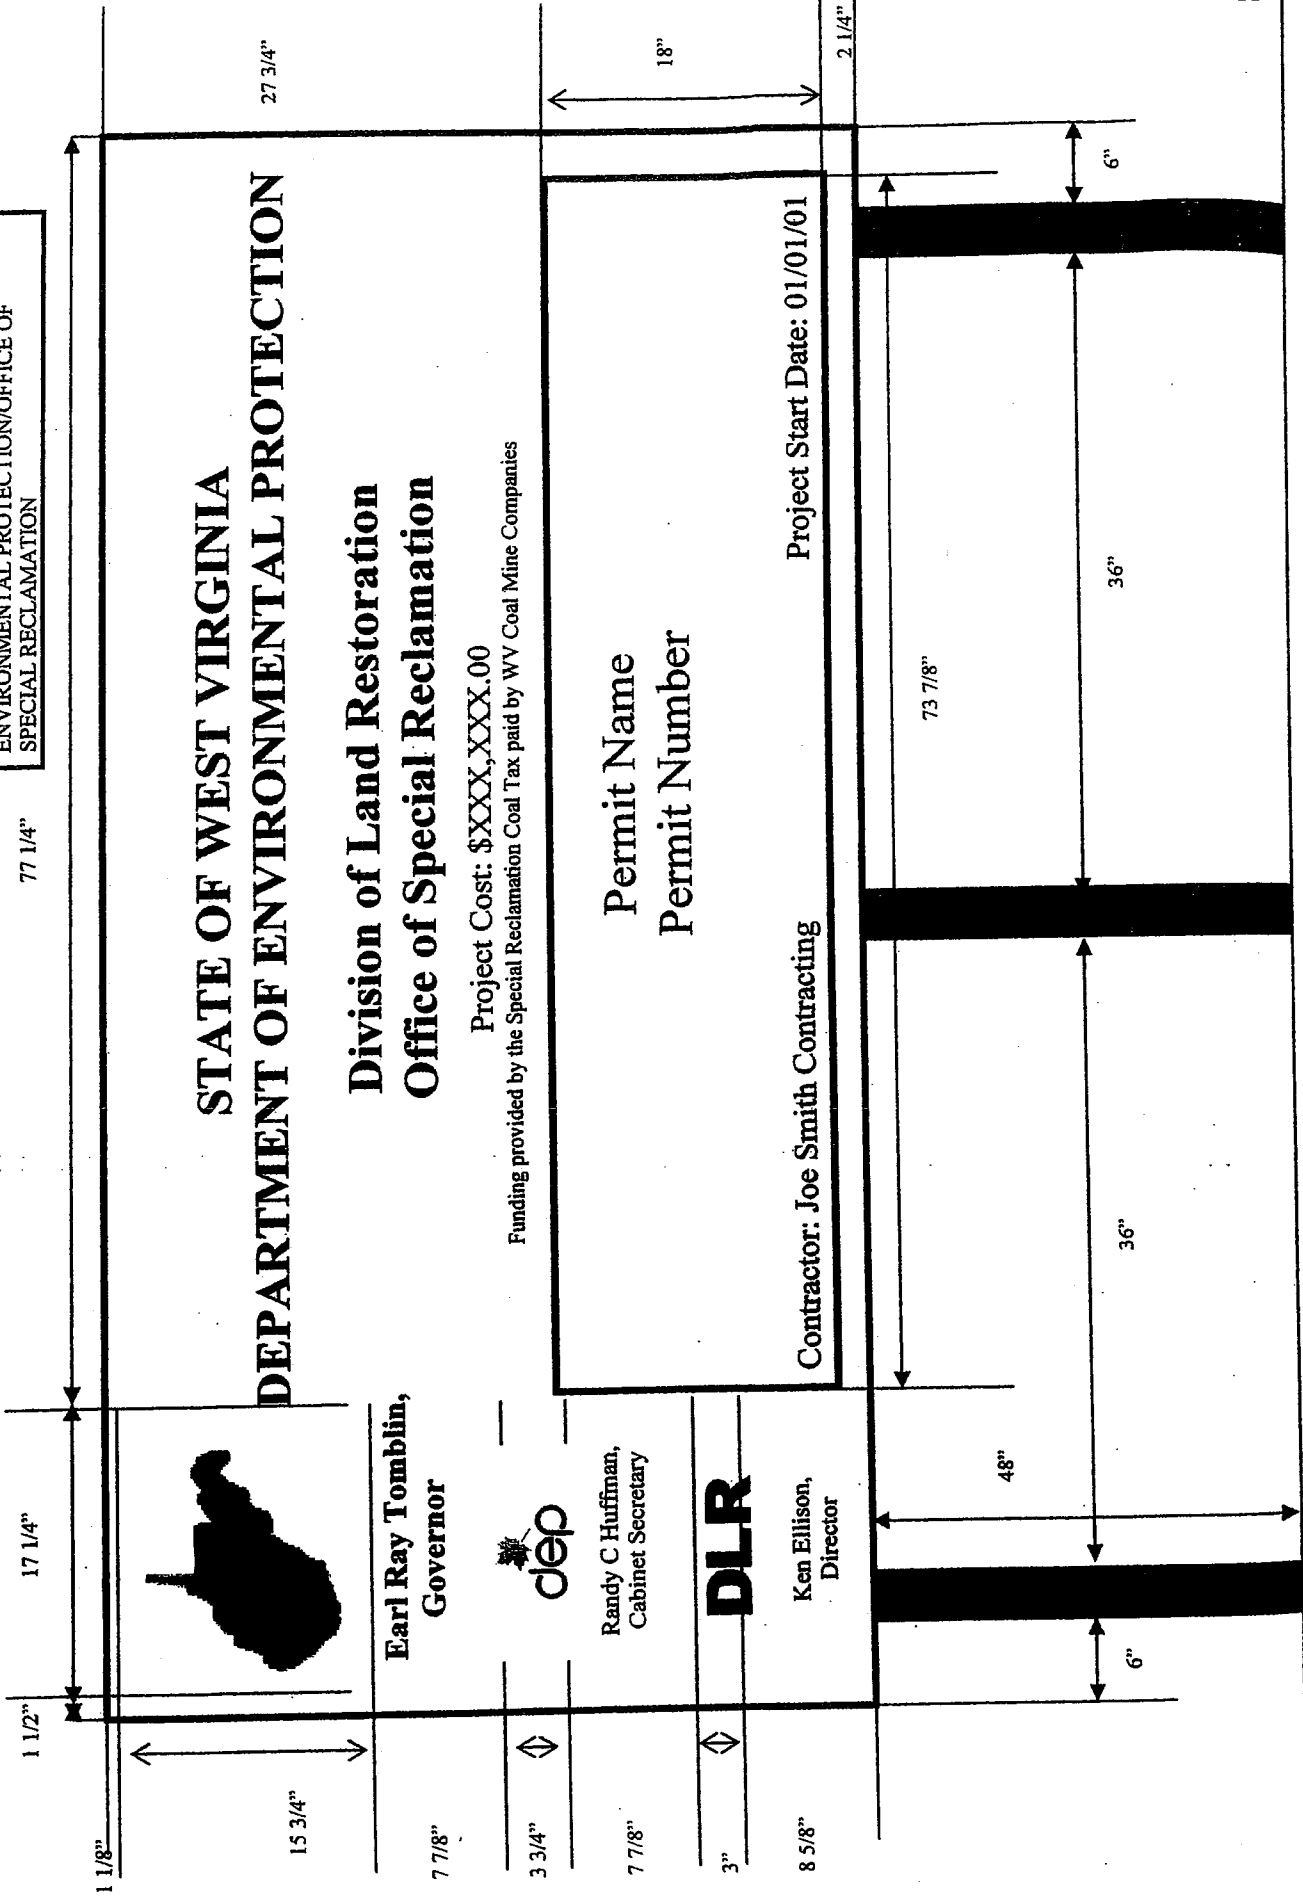 ENVIRONMENTAL PROTECTION/OFFICE OF
SPECIAL RECLAMATION
1 1/2”
17 1/4”
77 1/4”
1 1/8”
15 3/4”
7 7/8”
3 3/4”
7 7/8”
3”
8 5/8”
STATE OF WEST VIRGINIA
DEPARTMENT OF ENVIRONMENTAL PROTECTION
Division of Land Restoration
Office of Special Reclamation
Project Cost: $XXX,XXX.00
Funding provided by the Special Reclamation Coal Tax paid by WV Coal Mine Companies
Earl Ray Tomblin,
Governor
dep
Randy C Huffman,
Cabinet Secretary
DLR
Ken Ellison,
Director
Permit Name
Permit Number
Contractor: Joe Smith Contracting
Project Start Date: 01/01/01
27 3/4”
18”
2 1/4”
73 7/8”
48”
6”
36”
36”
6”